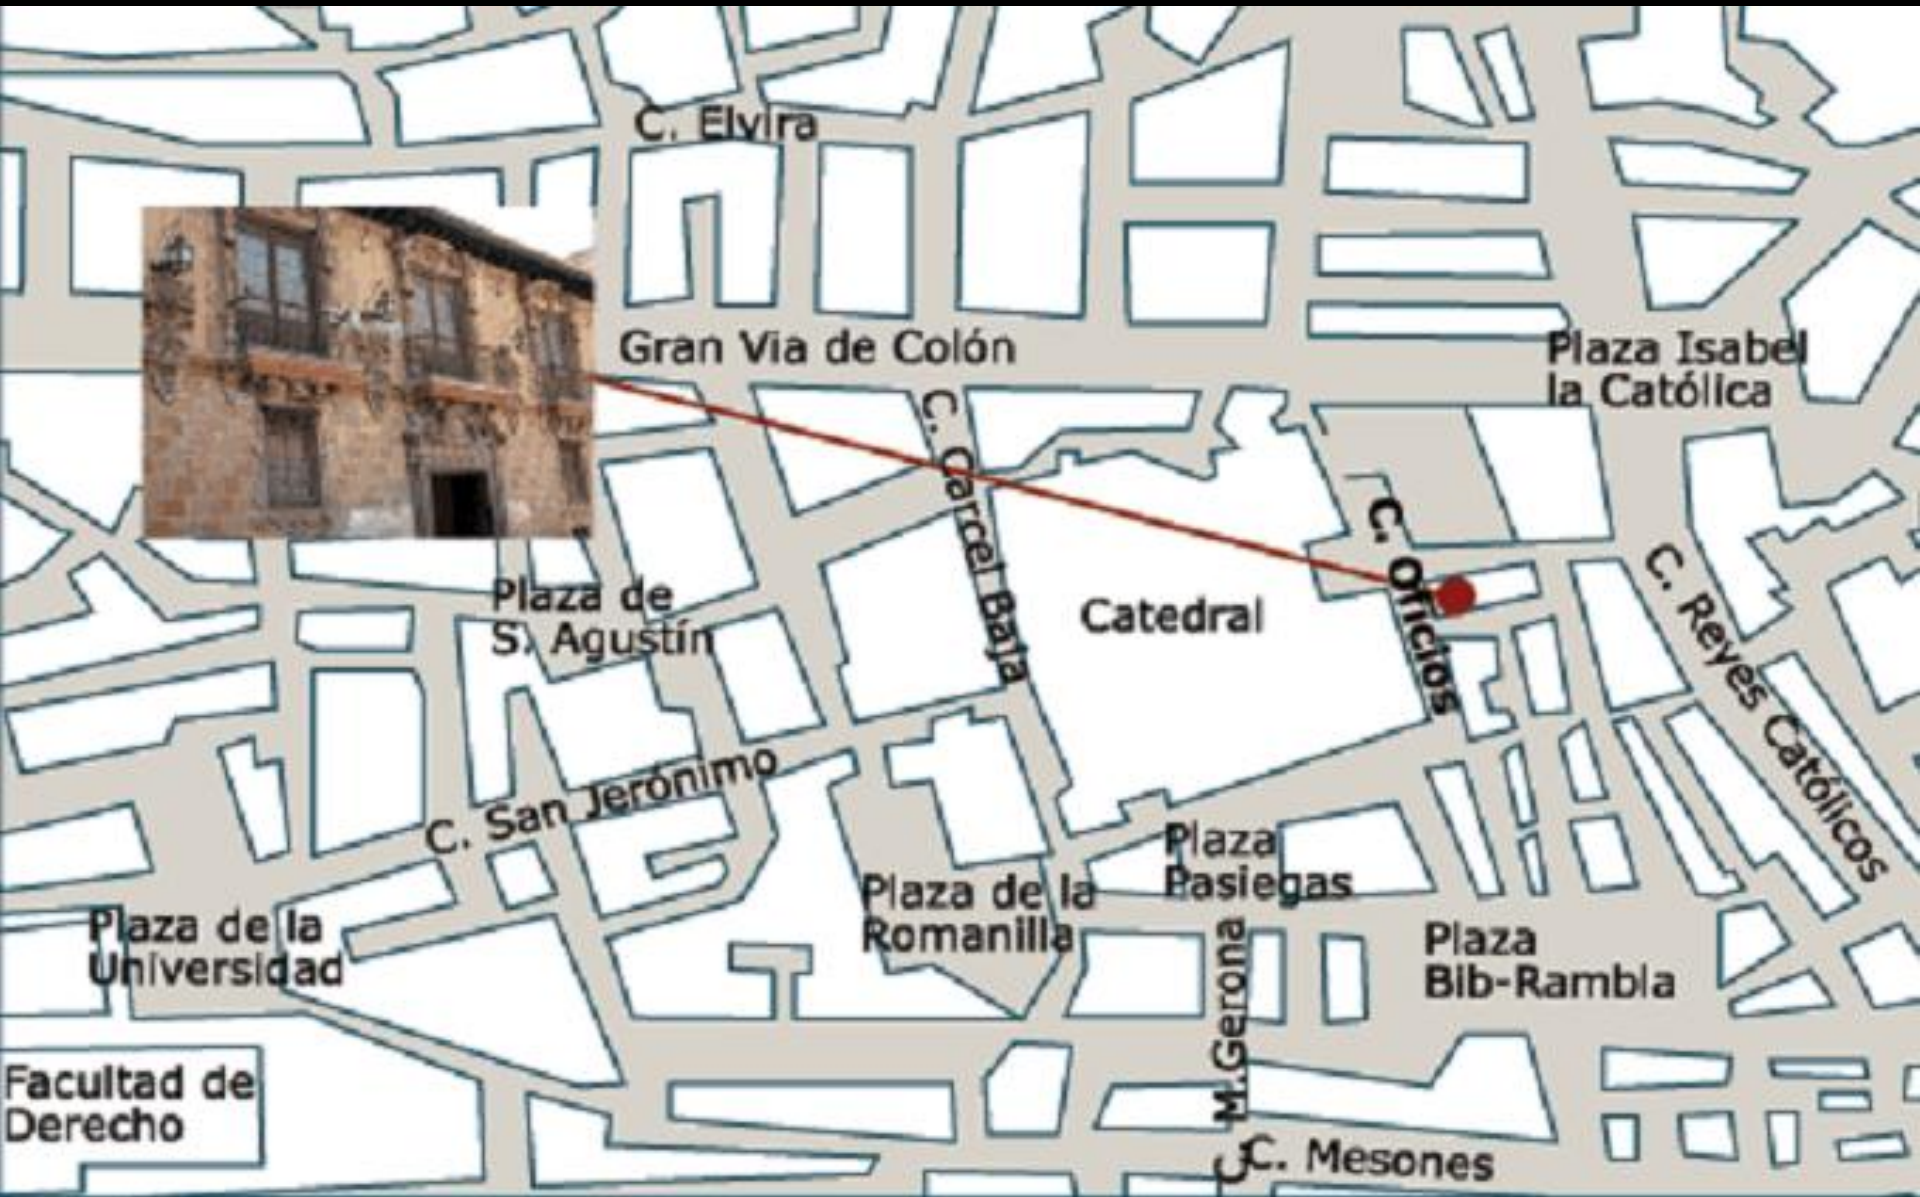 C. Elvira
Gran Via de Colón
Plaza Isabel
la Católica
C. Carcel Baja
C. Oficios
C. Reyes Católicos
Plaza de
S. Agustín
Catedral
C. San Jerónimo
Plaza
Pasiegas
Plaza de la
Romanilla
Plaza de la
Universidad
Plaza
Bib-Rambla
C. M.Gerona
Facultad de
Derecho
C. Mesones